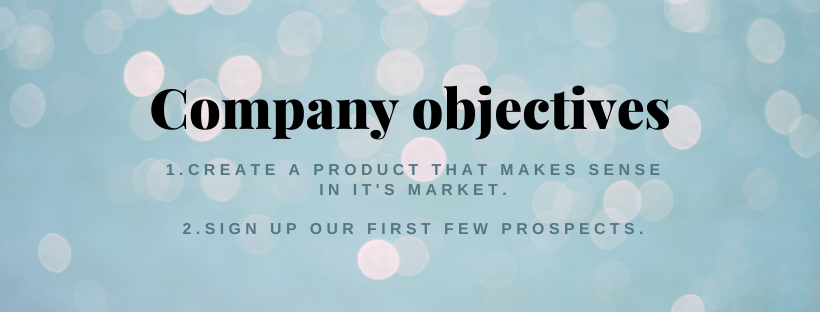 Company objectives
1.CREATE A PRODUCT THAT MAKES SENSE
IN IT'S MARKET.
2.SIGN UP OUR FIRST FEW PROSPECTS.